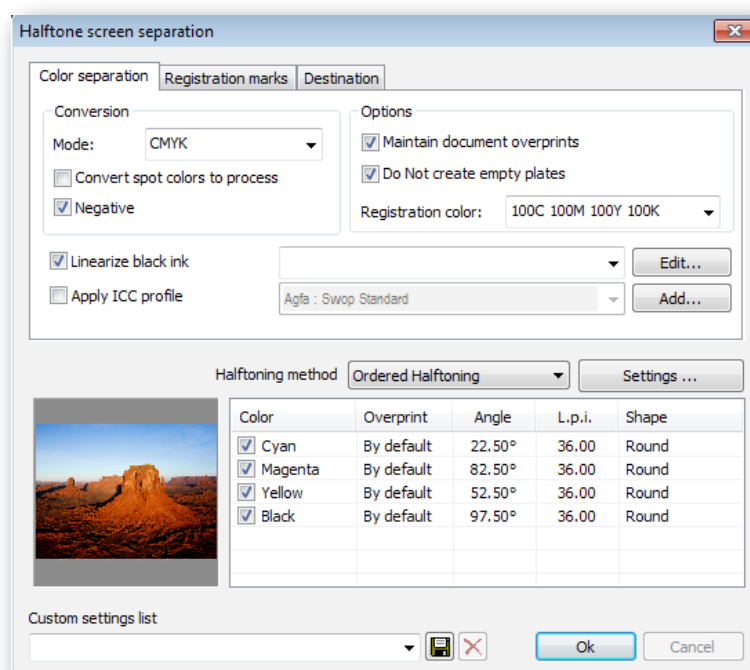 Halftone screen separation
Color separation Registration marks Destination
Conversion
Mode: CMYK
Convert spot colors to process
Negative
Options
Maintain document overprints
Do Not create empty plates
Registration color: 100C 100M 100Y 100K
Linearize black ink Edit...
Apply ICC profile Agfa : Swop Standard Add...
Halftoning method Ordered Halftoning Settings ...
Color Overprint Angle L.p.i. Shape
Cyan By default 22.50° 36.00 Round
Magenta By default 82.50° 36.00 Round
Yellow By default 52.50° 36.00 Round
Black By default 97.50° 36.00 Round
Custom settings list
Ok Cancel